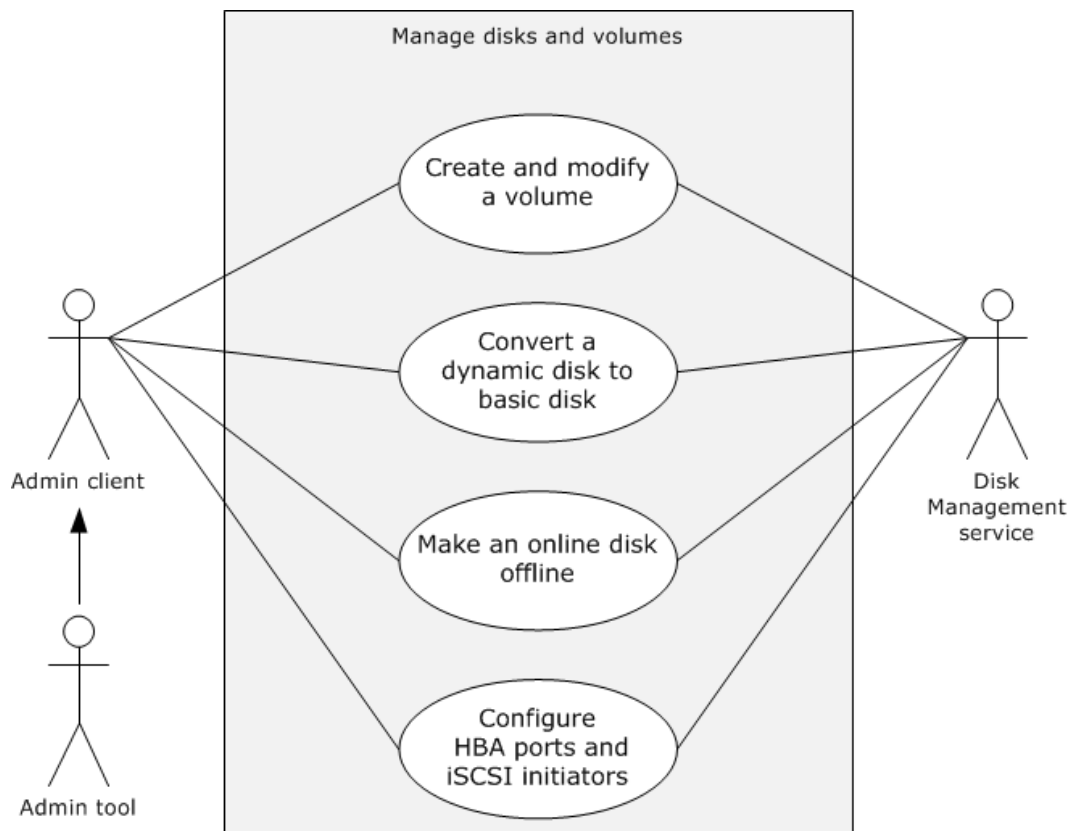 Manage disks and volumes
Create and modify
a volume
Convert a
dynamic disk to
basic disk
Admin client
Disk
Management
service
Make an online disk
offline
Configure
HBA ports and
iSCSI initiators
Admin tool